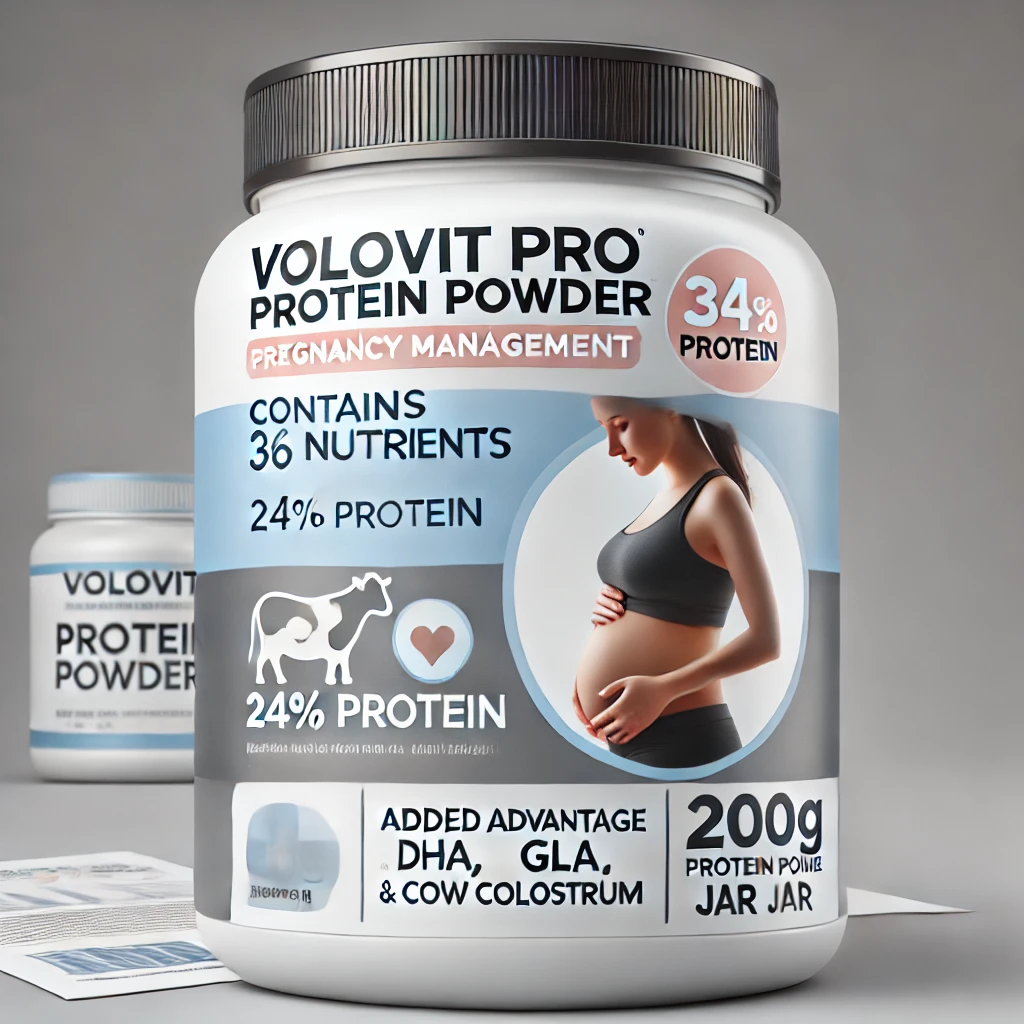 VOLOVIT PRO
PROTEIN POWDER
PREGNANCY MANAGEMENT
34%
PROTEIN
CONTAINS
36 NUTRIENTS
24% PROTEIN
24% PROTEIN
ADDED ADVANTAGE
DHA, GLA,
& COW COLOSTRUM
200g
PROTEIN
JAR JAR
VOLOVIT
PROTEIN
POWDER